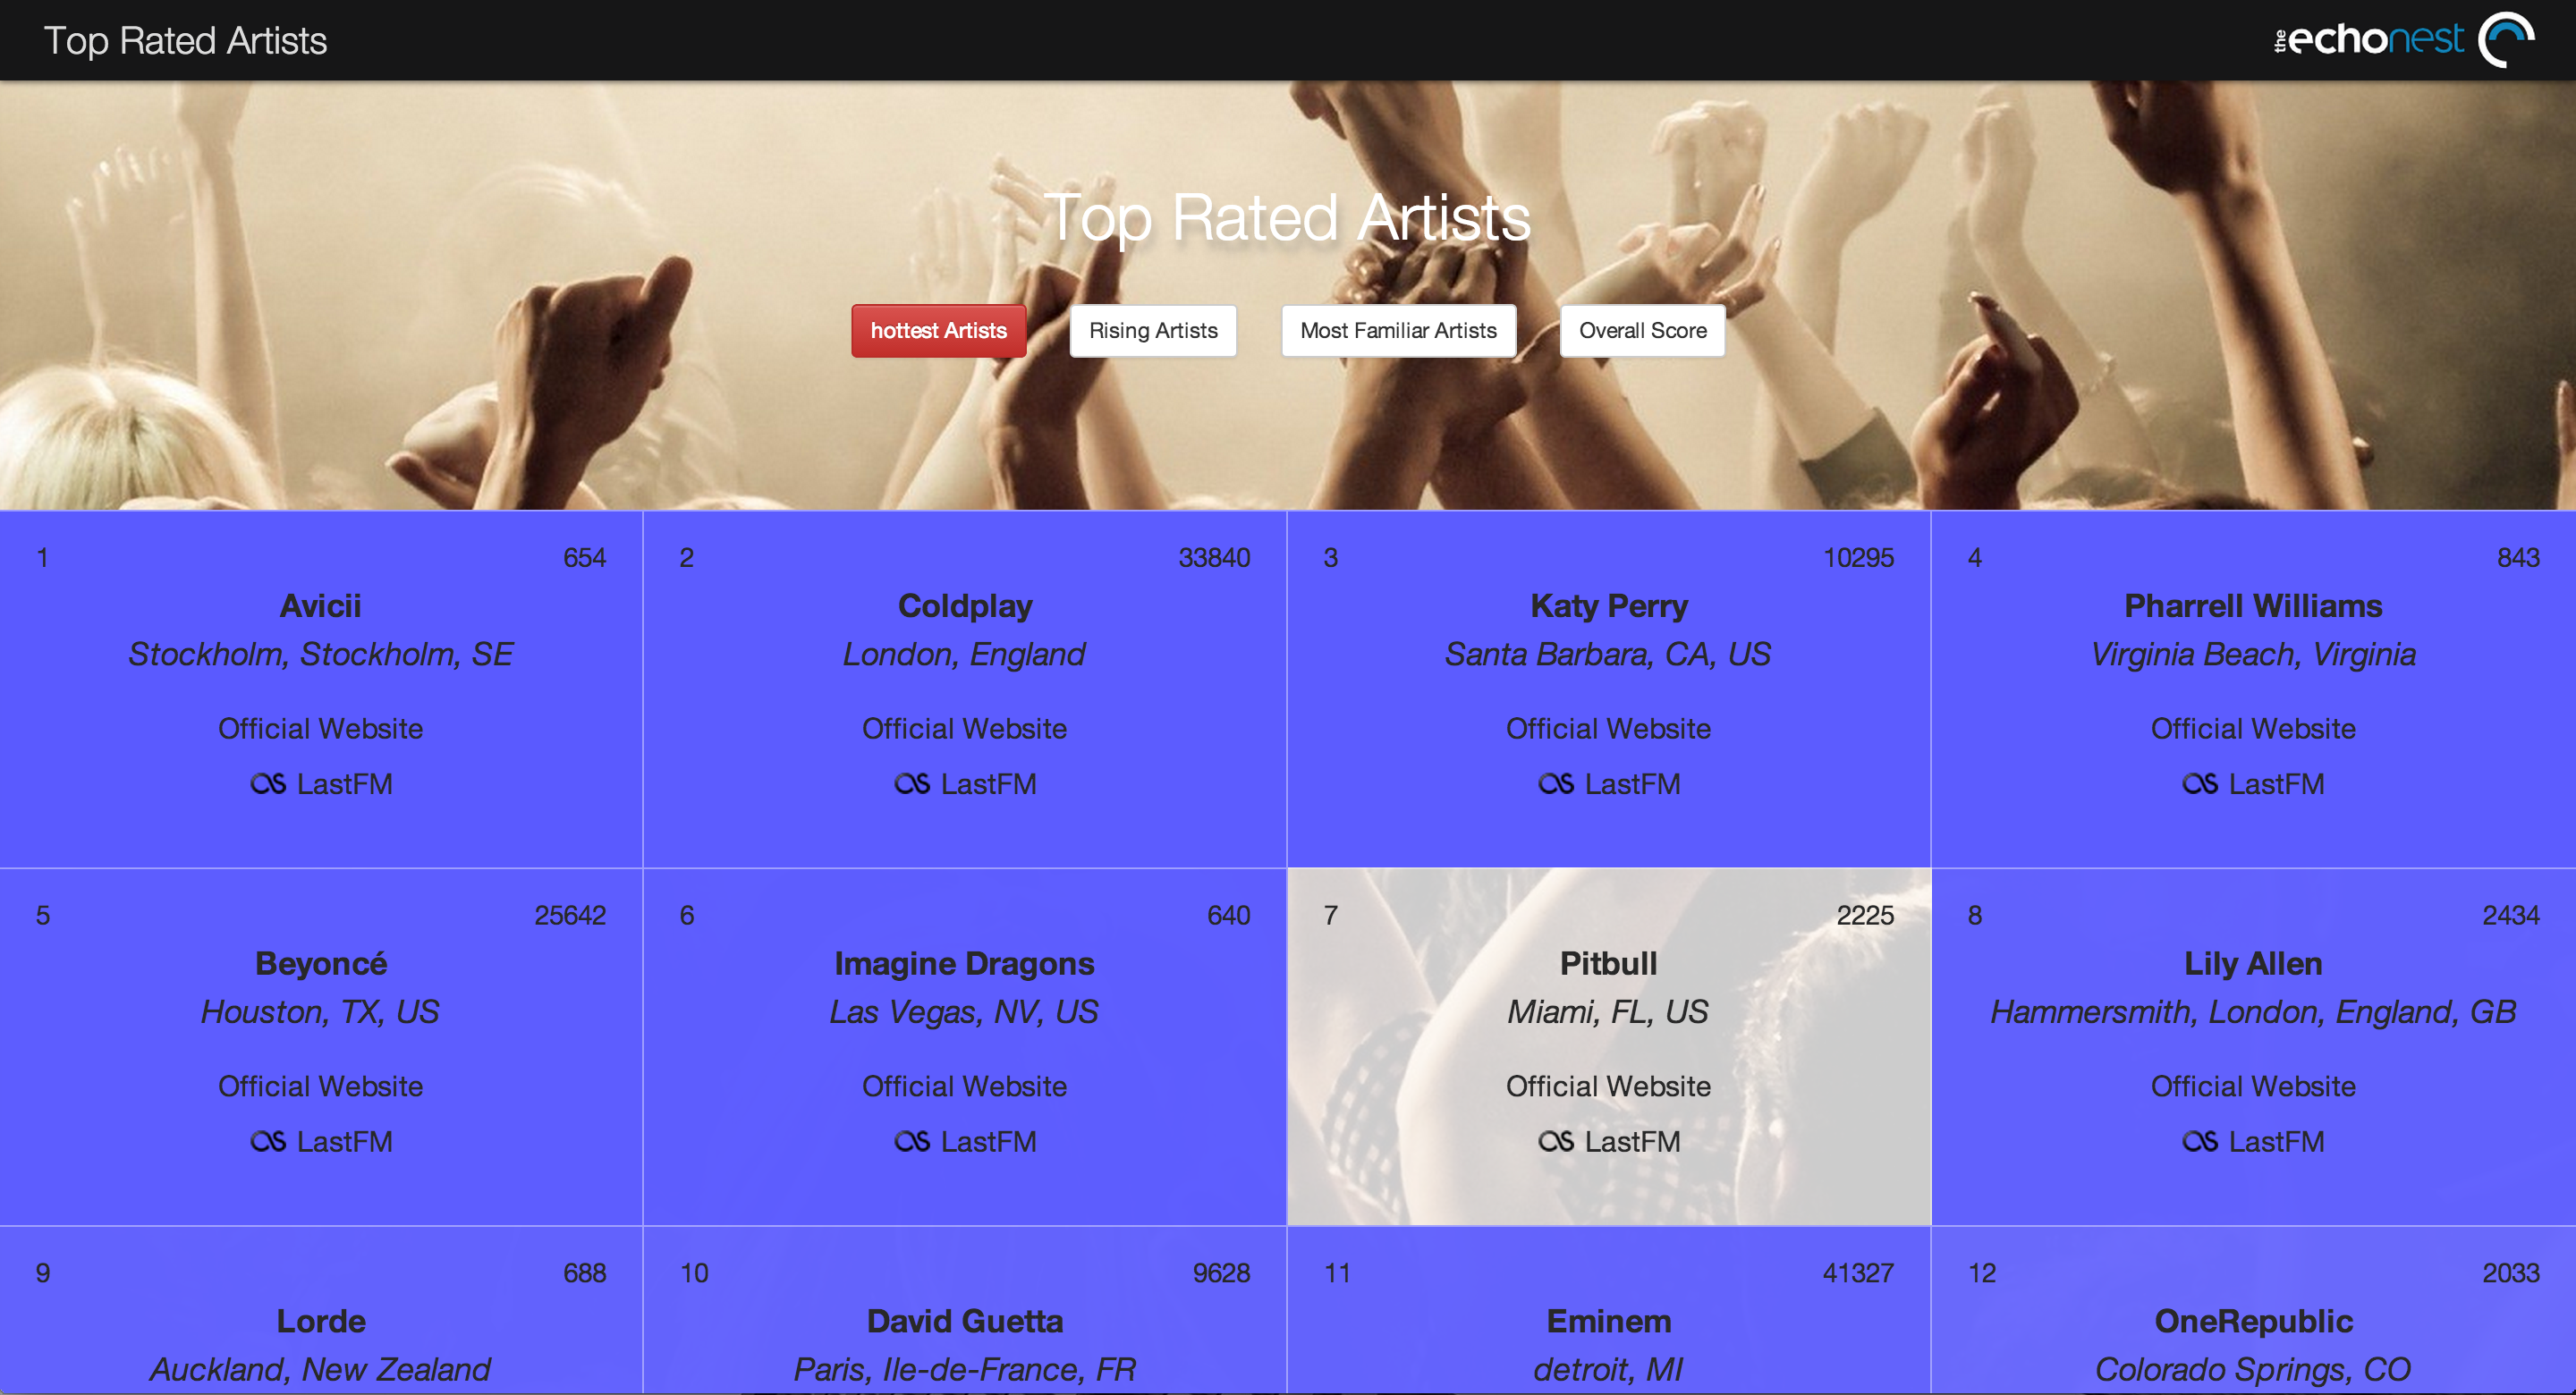 Top Rated Artists
the echonest
Top Rated Artists
hottest Artists
Rising Artists
Most Familiar Artists
Overall Score
1
654
Avicii
Stockholm, Stockholm, SE
Official Website
LastFM
2
33840
Coldplay
London, England
Official Website
LastFM
3
10295
Katy Perry
Santa Barbara, CA, US
Official Website
LastFM
4
843
Pharrell Williams
Virginia Beach, Virginia
Official Website
LastFM
5
25642
Beyoncé
Houston, TX, US
Official Website
LastFM
6
640
Imagine Dragons
Las Vegas, NV, US
Official Website
LastFM
7
2225
Pitbull
Miami, FL, US
Official Website
LastFM
8
2434
Lily Allen
Hammersmith, London, England, GB
Official Website
LastFM
9
688
Lorde
Auckland, New Zealand
10
9628
David Guetta
Paris, Ile-de-France, FR
11
41327
Eminem
detroit, MI
12
2033
OneRepublic
Colorado Springs, CO